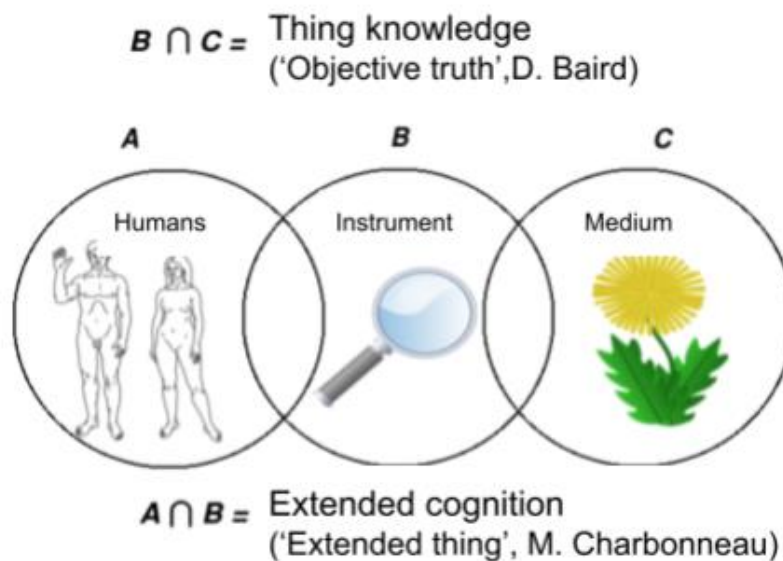 B ∩ C = Thing knowledge
('Objective truth',D. Baird)
A B C
Humans Instrument Medium
A ∩ B = Extended cognition
('Extended thing', M. Charbonneau)